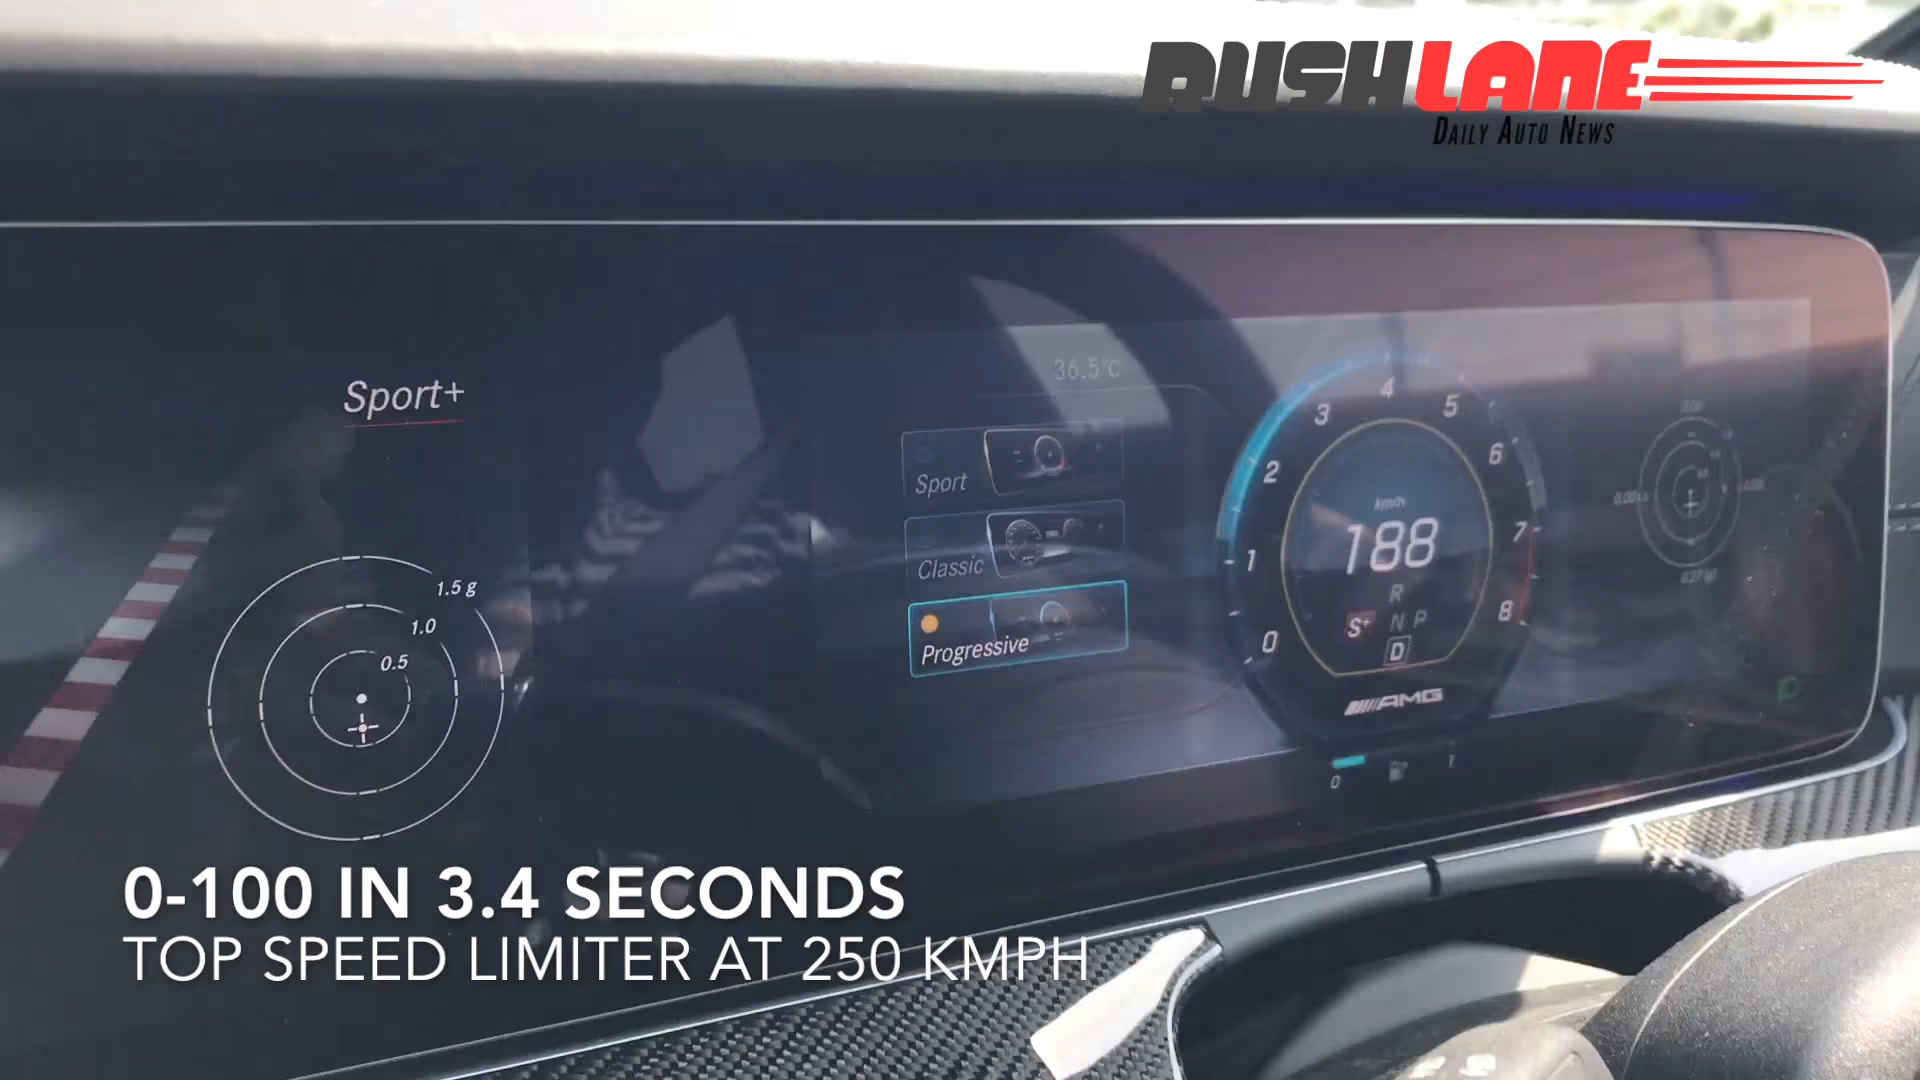 RUSHLANE
DAILY AUTO NEWS
Sport+
1.5 g
1.0
0.5
36.5°C
Sport
Classic
Progressive
0
1
2
3
4
5
6
7
8
km/h
188
R
S+ N P
D
AMG
0 1
0-100 IN 3.4 SECONDS
TOP SPEED LIMITER AT 250 KMPH